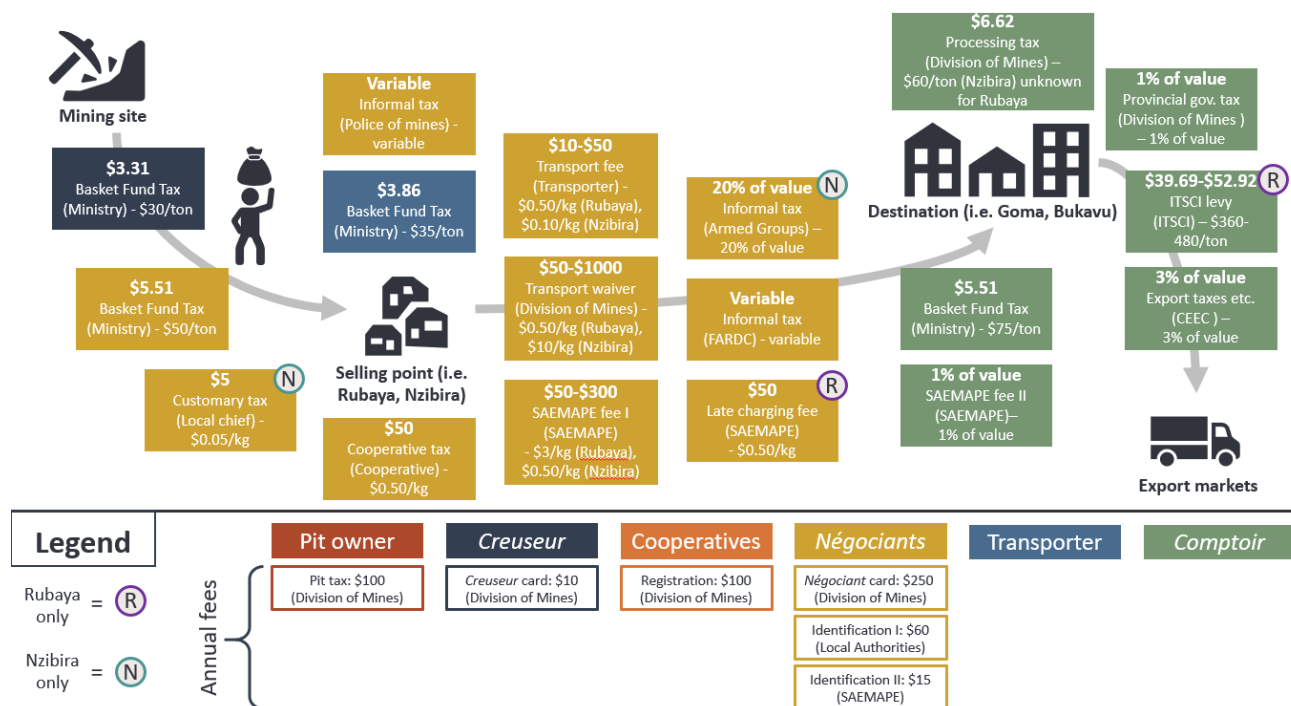 Mining site
$3.31
Basket Fund Tax
(Ministry) - $30/ton
$5.51
Basket Fund Tax
(Ministry) - $50/ton
N
$5
Customary tax
(Local chief) -
$0.05/kg
Variable
Informal tax
(Police of mines) -
variable
$3.86
Basket Fund Tax
(Ministry) - $35/ton
Selling point (i.e.
Rubaya, Nzibira)
$50
Cooperative tax
(Cooperative) -
$0.50/kg
$10-$50
Transport fee
(Transporter) -
$0.50/kg (Rubaya),
$0.10/kg (Nzibira)
$50-$1000
Transport waiver
(Division of Mines) -
$0.50/kg (Rubaya),
$10/kg (Nzibira)
$50-$300
SAEMAPE fee I
(SAEMAPE)
- $3/kg (Rubaya),
$0.50/kg (Nzibira)
N
20% of value
Informal tax
(Armed Groups) –
20% of value
Variable
Informal tax
(FARDC) - variable
R
$50
Late charging fee
(SAEMAPE)
- $0.50/kg
$6.62
Processing tax
(Division of Mines) –
$60/ton (Nzibira) unknown
for Rubaya
Destination (i.e. Goma, Bukavu)
$5.51
Basket Fund Tax
(Ministry) - $75/ton
1% of value
SAEMAPE fee II
(SAEMAPE)–
1% of value
1% of value
Provincial gov. tax
(Division of Mines )
– 1% of value
R
$39.69-$52.92
ITSCI levy
(ITSCI) – $360-
480/ton
3% of value
Export taxes etc.
(CEEC ) –
3% of value
Export markets
Legend
Rubaya
only
=
R
Nzibira
only
=
N
Annual fees
Pit owner
Pit tax: $100
(Division of Mines)
Creuseur
Creuseur card: $10
(Division of Mines)
Cooperatives
Registration: $100
(Division of Mines)
Négociants
Négociant card: $250
(Division of Mines)
Identification I: $60
(Local Authorities)
Identification II: $15
(SAEMAPE)
Transporter
Comptoir